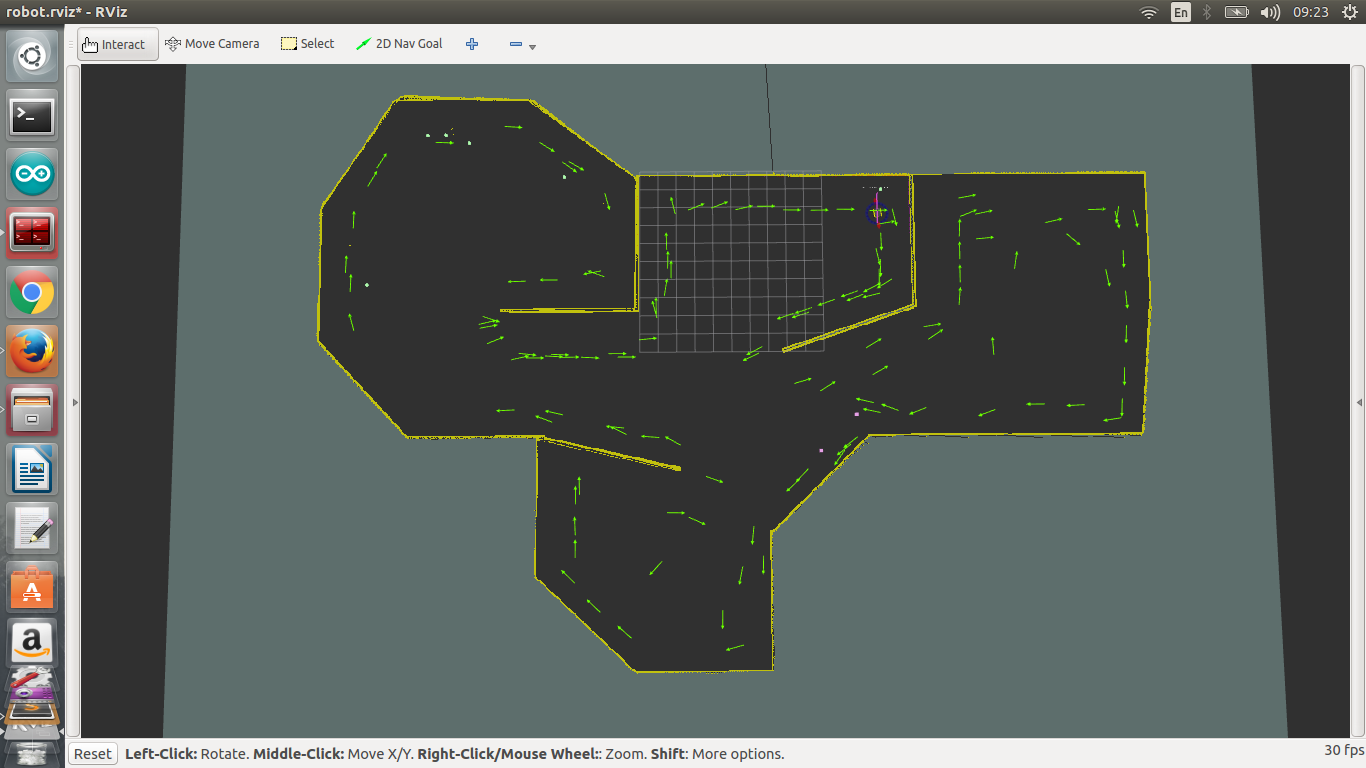 robot.rviz* - RViz
En
09:23
Interact
Move Camera
Select
2D Nav Goal
Reset
Left-Click: Rotate. Middle-Click: Move X/Y. Right-Click/Mouse Wheel:: Zoom. Shift: More options.
30 fps